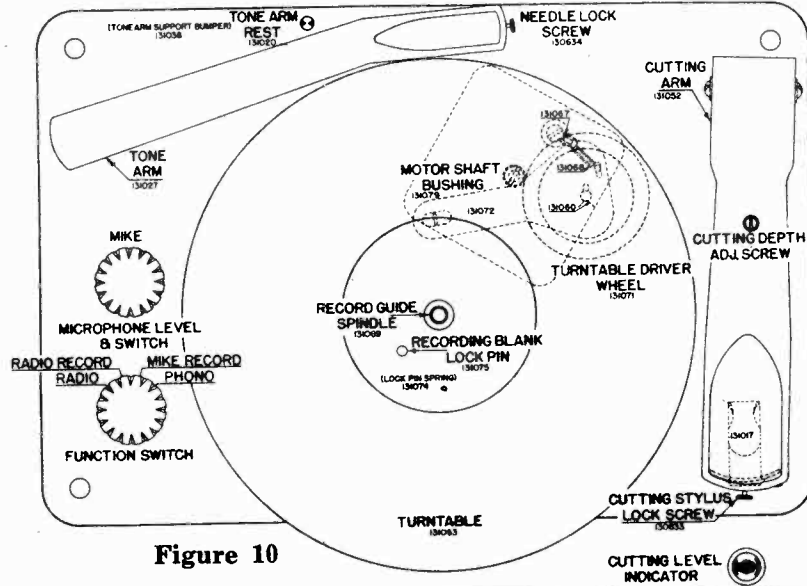 (TONE ARM SUPPORT BUMPER)
131038
TONE ARM
REST
131020
NEEDLE LOCK
SCREW
130634
CUTTING
ARM
131052
TONE
ARM
131027
131067
131068
131060
MOTOR SHAFT
BUSHING
131079
131072
CUTTING DEPTH
ADJ. SCREW
MIKE
TURNTABLE DRIVER
WHEEL
131071
MICROPHONE LEVEL
& SWITCH
RECORD GUIDE
SPINDLE
131069
RECORDING BLANK
LOCK PIN
131075
(LOCK PIN SPRING)
131074
RADIO RECORD
MIKE RECORD
RADIO
PHONO
FUNCTION SWITCH
131017
CUTTING STYLUS
LOCK SCREW
130633
TURNTABLE
131063
Figure 10
CUTTING LEVEL
INDICATOR